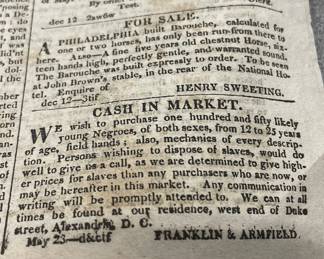 dec 12 2aw6w
FOR SALE.
A PHILADELPHIA built Barouche, calculated for
one or two horses, has only been run from there to
here. Also—A fine five years old chestnut Horse, six-
teen hands high, perfectly gentle, and warranted sound.
The Barouche was built expressly to order. To be seen
at John Brown's stable, in the rear of the National Ho-
tel. Enquire of HENRY SWEETING.
dec 12—3tif
CASH IN MARKET.
WE wish to purchase one hundred and fifty likely
young Negroes, of both sexes, from 12 to 25 years
of age, field hands; also, mechanics of every descrip-
tion. Persons wishing to dispose of slaves, would do
well to give us a call, as we are determined to give high-
er prices for slaves than any purchasers who are now, or
may be hereafter in this market. Any communication in
writing will be promptly attended to. We can at all
times be found at our residence, west end of Duke
street, Alexandria, D. C.
May 23—d&ctf FRANKLIN & ARMFIELD.